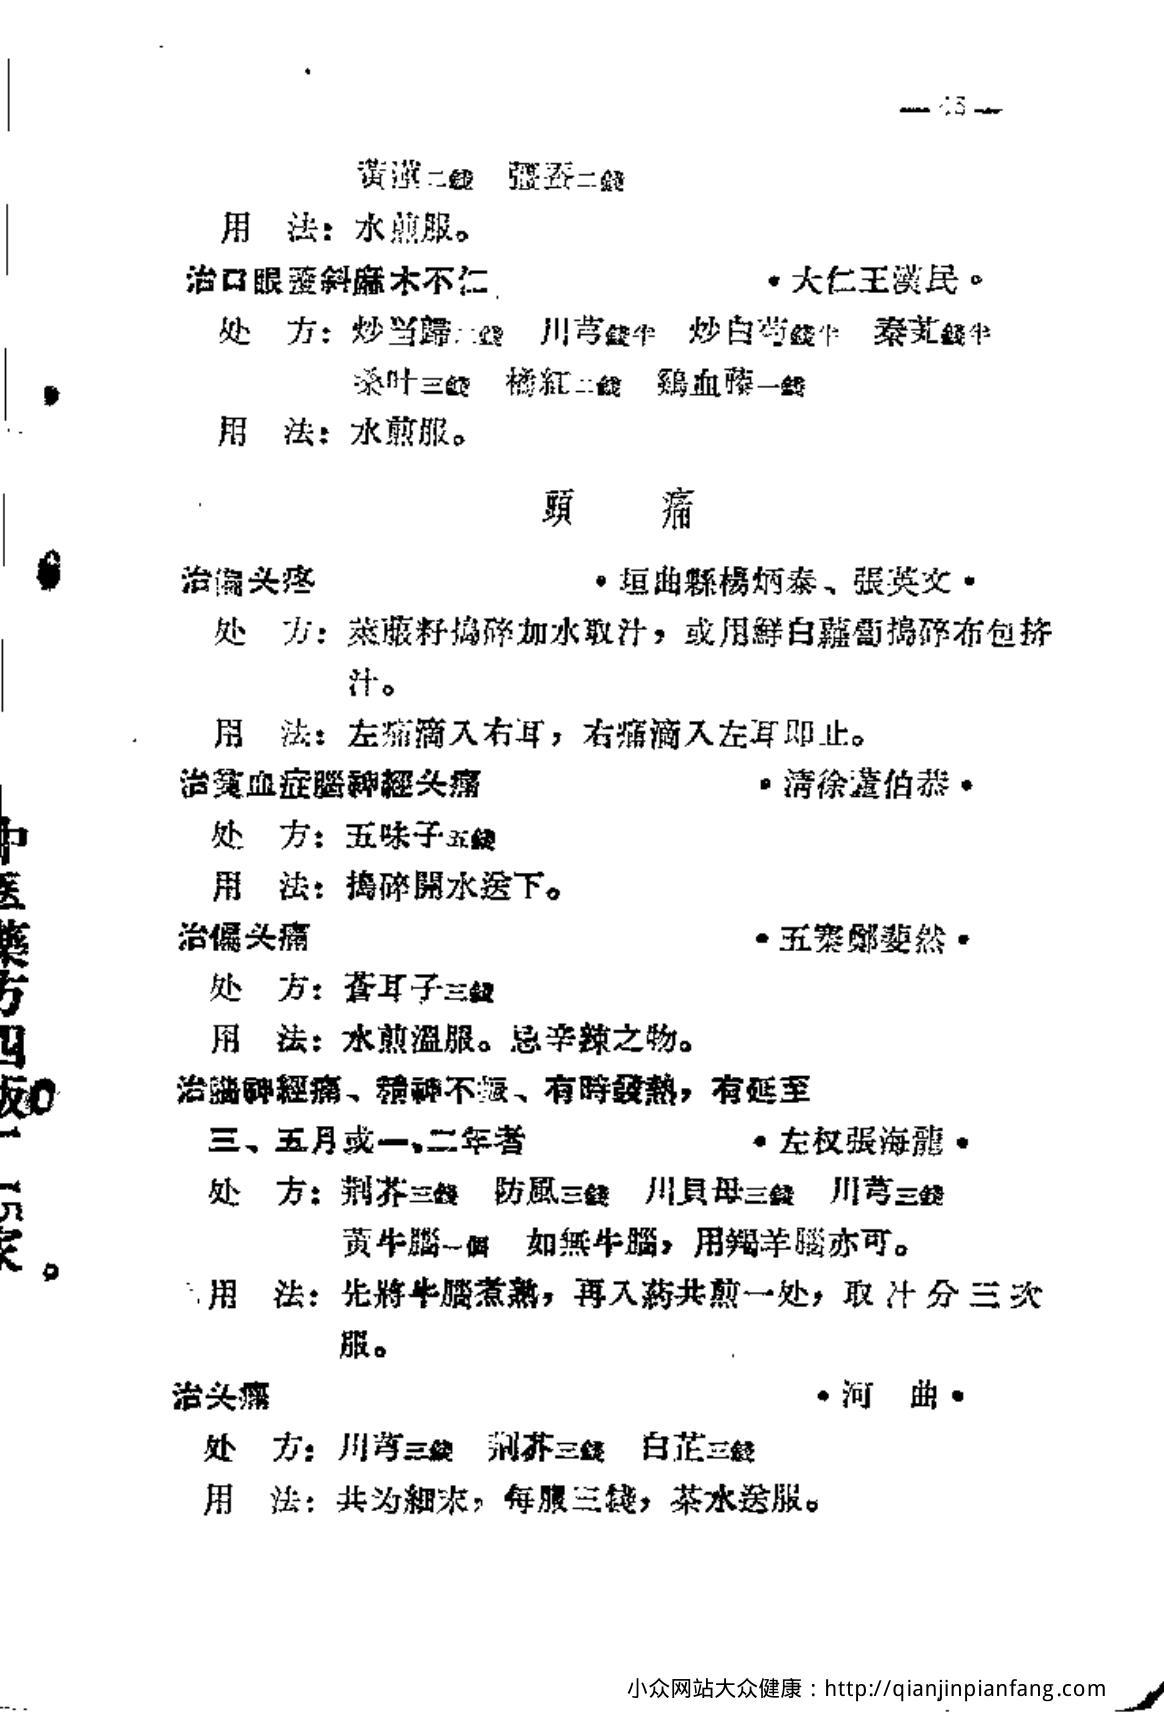 黃 二錢　殭蚕二錢
用　法：水煎服。
治口眼 斜麻木不仁　•大仁王漢民。
处　方：炒当歸 錢　川芎錢半　炒白芍錢半　秦艽錢半
桑叶三錢　橘紅二錢　鷄血藤一錢
用　法：水煎服。
頭　痛
治偏头疼　•垣曲縣楊炳泰、張英文•
处　方：萊菔籽搗碎加水取汁，或用鮮白蘿蔔搗碎布包挤
汁。
用　法：左痛滴入右耳，右痛滴入左耳即止。
治貧血症腦神經头痛　•清徐 伯恭•
处　方：五味子五錢
用　法：搗碎開水送下。
治偏头痛　•五寨鄭斐然•
处　方：蒼耳子三錢
用　法：水煎溫服。忌辛辣之物。
治腦神經痛、精神不振、有時發熱，有延至
三、五月或一、二年者　•左权張海龍•
处　方：荆芥三錢　防風三錢　川貝母三錢　川芎三錢
黃牛腦一個　如無牛腦，用羯羊腦亦可。
用　法：先將牛腦煮熟，再入葯共煎一处，取汁分三次
服。
治头痛　•河　曲•
处　方：川芎三錢　荆芥三錢　白芷三錢
用　法：共为細末，每服三錢，茶水送服。
小众网站大众健康：http://qianjinpianfang.com